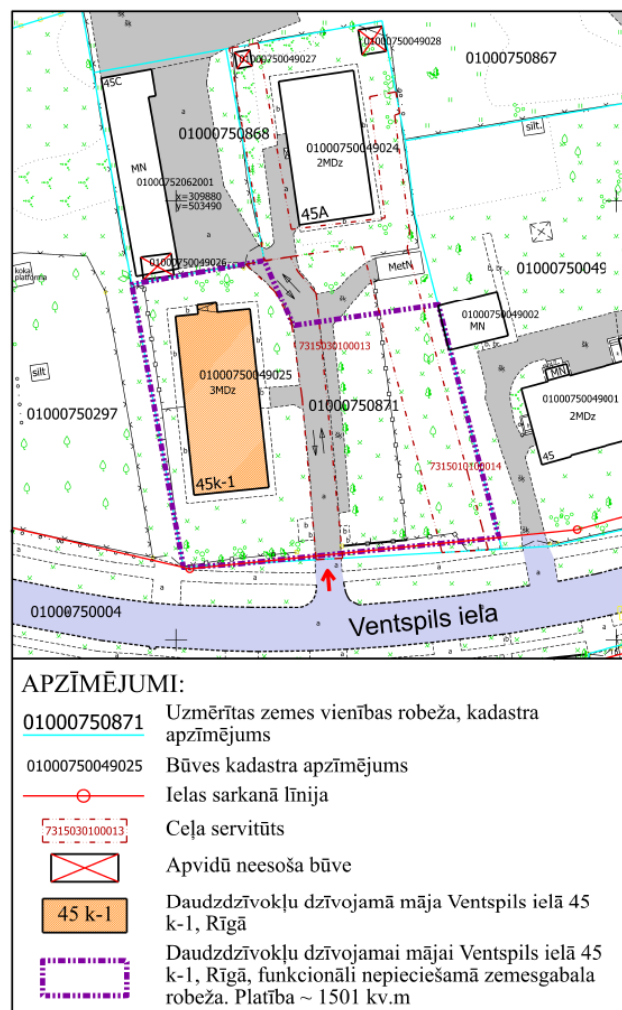 01000750049028
01000750049027
01000750867
45C
01000750868
01000750049024
2MDz
MN
silt.
01000752062001
x=309880
y=503490
45A
koka
platforma
01000750049026
MetN
01000750049
01000750049002
MN
7315030100013
01000750049025
3MDz
silt
MN
01000750049001
2MDz
01000750297
01000750871
45
7315010100014
45k-1
01000750004
Ventspils iela
APZĪMĒJUMI:
01000750871 Uzmērītas zemes vienības robeža, kadastra
apzīmējums
01000750049025 Būves kadastra apzīmējums
Ielas sarkanā līnija
7315030100013 Ceļa servitūts
Apvidū neesoša būve
45 k-1 Daudzdzīvokļu dzīvojamā māja Ventspils ielā 45
k-1, Rīgā
Daudzdzīvokļu dzīvojamai mājai Ventspils ielā 45
k-1, Rīgā, funkcionāli nepieciešamā zemesgabala
robeža. Platība ~ 1501 kv.m